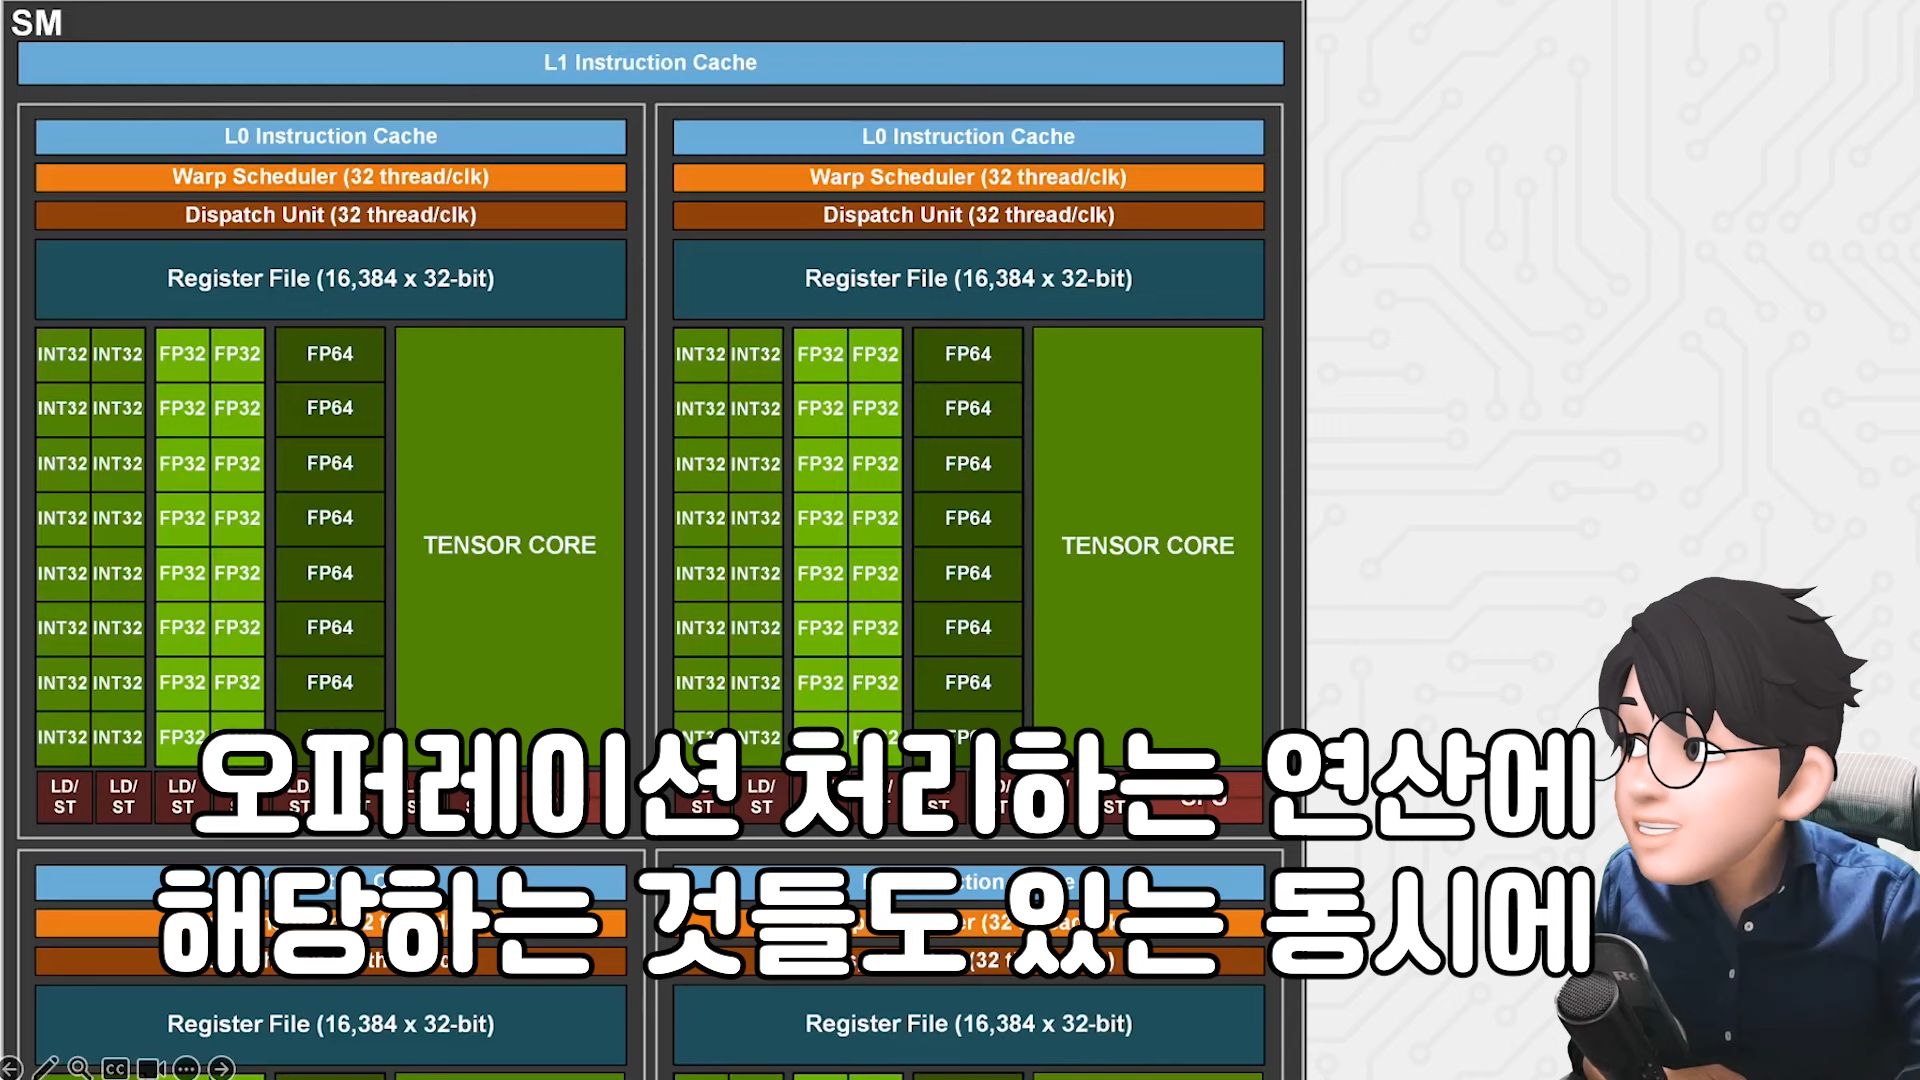 SM
L1 Instruction Cache
L0 Instruction Cache
Warp Scheduler (32 thread/clk)
Dispatch Unit (32 thread/clk)
Register File (16,384 x 32-bit)
INT32 INT32 FP32 FP32 FP64
INT32 INT32 FP32 FP32 FP64
INT32 INT32 FP32 FP32 FP64
INT32 INT32 FP32 FP32 FP64
TENSOR CORE
INT32 INT32 FP32 FP32 FP64
INT32 INT32 FP32 FP32 FP64
INT32 INT32 FP32 FP32 FP64
INT32 INT32 FP32
LD/ LD/ LD/
ST ST ST
L0 Instruction Cache
Warp Scheduler (32 thread/clk)
Dispatch Unit (32 thread/clk)
Register File (16,384 x 32-bit)
INT32 INT32 FP32 FP32 FP64
INT32 INT32 FP32 FP32 FP64
INT32 INT32 FP32 FP32 FP64
INT32 INT32 FP32 FP32 FP64
TENSOR CORE
INT32 INT32 FP32 FP32 FP64
INT32 INT32 FP32 FP32 FP64
INT32 INT32 FP32 FP32 FP64
LD/
ST ST ST ST
오퍼레이션 처리하는 연산에
해당하는 것들도 있는 동시에
Register File (16,384 x 32-bit)
Register File (16,384 x 32-bit)
CC